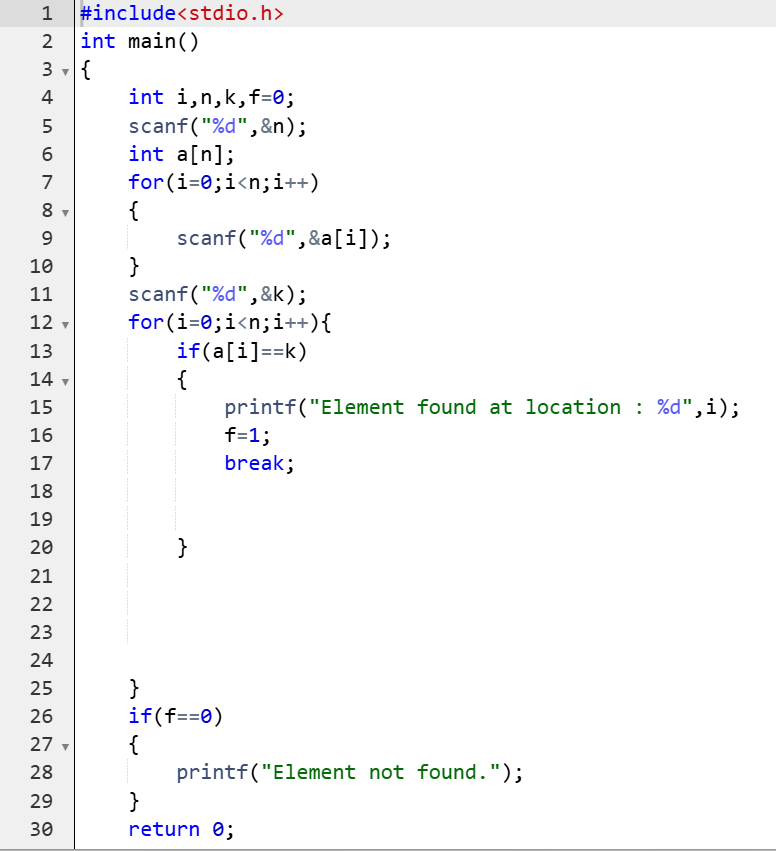 1 #include<stdio.h>
2 int main()
3 {
4     int i,n,k,f=0;
5     scanf("%d",&n);
6     int a[n];
7     for(i=0;i<n;i++)
8     {
9         scanf("%d",&a[i]);
10     }
11     scanf("%d",&k);
12     for(i=0;i<n;i++){
13         if(a[i]==k)
14         {
15             printf("Element found at location : %d",i);
16             f=1;
17             break;
18
19
20         }
21
22
23
24
25     }
26     if(f==0)
27     {
28         printf("Element not found.");
29     }
30     return 0;